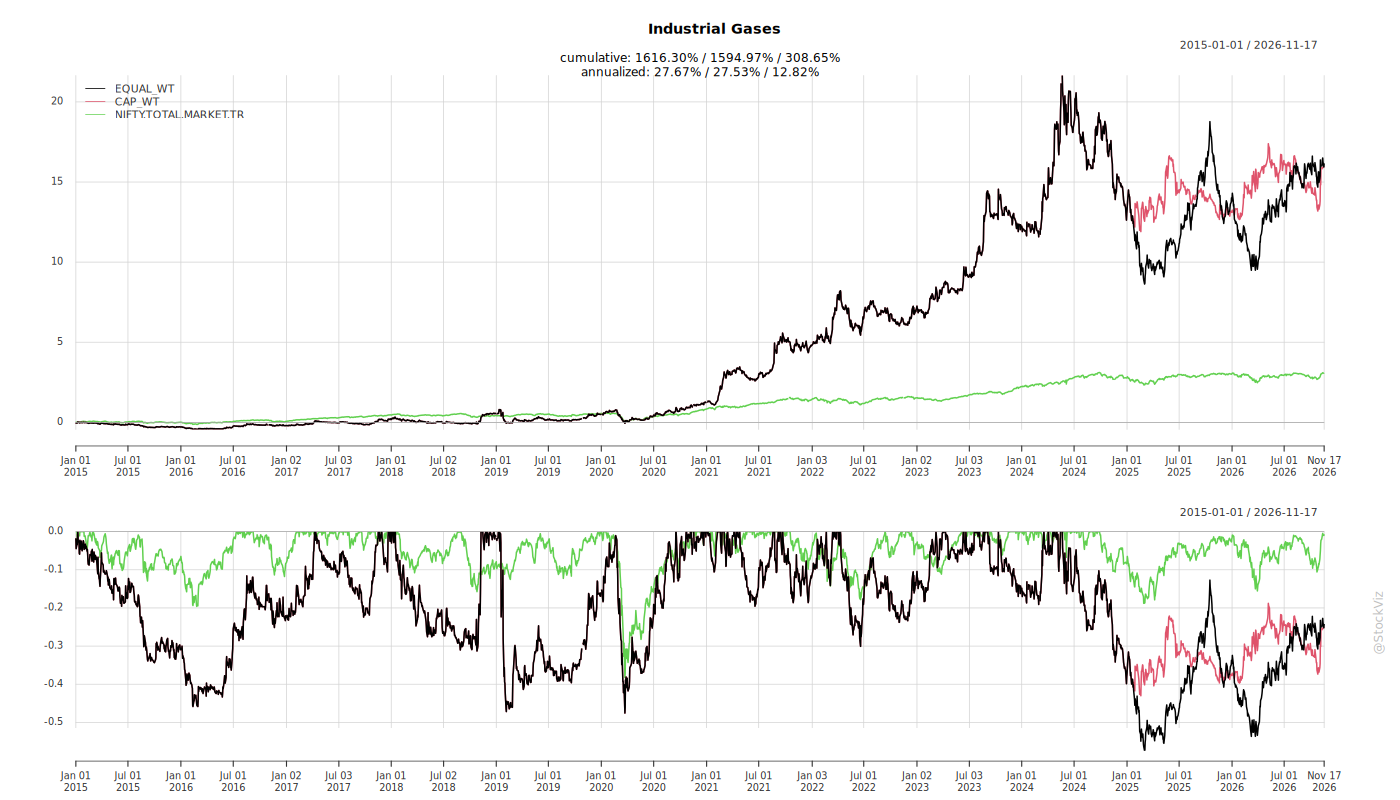 Industrial Gases
2015-01-01 / 2026-11-17
cumulative: 1616.30% / 1594.97% / 308.65%
annualized: 27.67% / 27.53% / 12.82%
EQUAL_WT
CAP_WT
NIFTY.TOTAL.MARKET.TR
20
15
10
5
0
Jan 01 Jul 01 Jan 01 Jul 01 Jan 02 Jul 03 Jan 01 Jul 02 Jan 01 Jul 01 Jan 01 Jul 01 Jan 01 Jul 01 Jan 03 Jul 01 Jan 02 Jul 03 Jan 01 Jul 01 Jan 01 Jul 01 Jan 01 Jul 01 Nov 17
2015 2015 2016 2016 2017 2017 2018 2018 2019 2019 2020 2020 2021 2021 2022 2022 2023 2023 2024 2024 2025 2025 2026 2026 2026
2015-01-01 / 2026-11-17
0.0
-0.1
-0.2
-0.3
-0.4
-0.5
Jan 01 Jul 01 Jan 01 Jul 01 Jan 02 Jul 03 Jan 01 Jul 02 Jan 01 Jul 01 Jan 01 Jul 01 Jan 01 Jul 01 Jan 03 Jul 01 Jan 02 Jul 03 Jan 01 Jul 01 Jan 01 Jul 01 Jan 01 Jul 01 Nov 17
2015 2015 2016 2016 2017 2017 2018 2018 2019 2019 2020 2020 2021 2021 2022 2022 2023 2023 2024 2024 2025 2025 2026 2026 2026
@StockViz